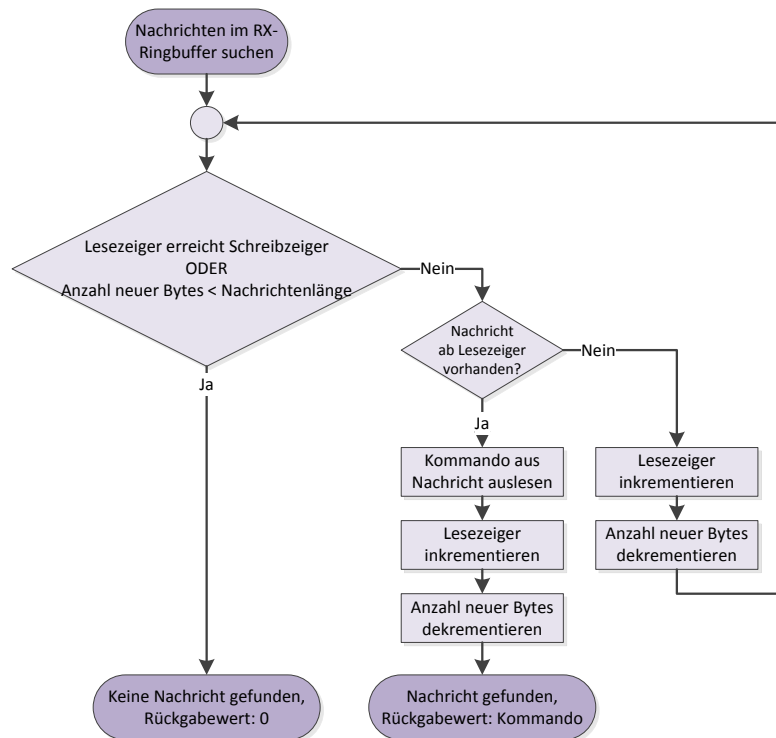 Nachrichten im RX-
Ringbuffer suchen
Lesezeiger erreicht Schreibzeiger
ODER
Anzahl neuer Bytes < Nachrichtenlänge
Nein
Nachricht
ab Lesezeiger
vorhanden?
Nein
Ja
Ja
Kommando aus
Nachricht auslesen
Lesezeiger
inkrementieren
Lesezeiger
inkrementieren
Anzahl neuer Bytes
dekrementieren
Anzahl neuer Bytes
dekrementieren
Keine Nachricht gefunden,
Rückgabewert: 0
Nachricht gefunden,
Rückgabewert: Kommando